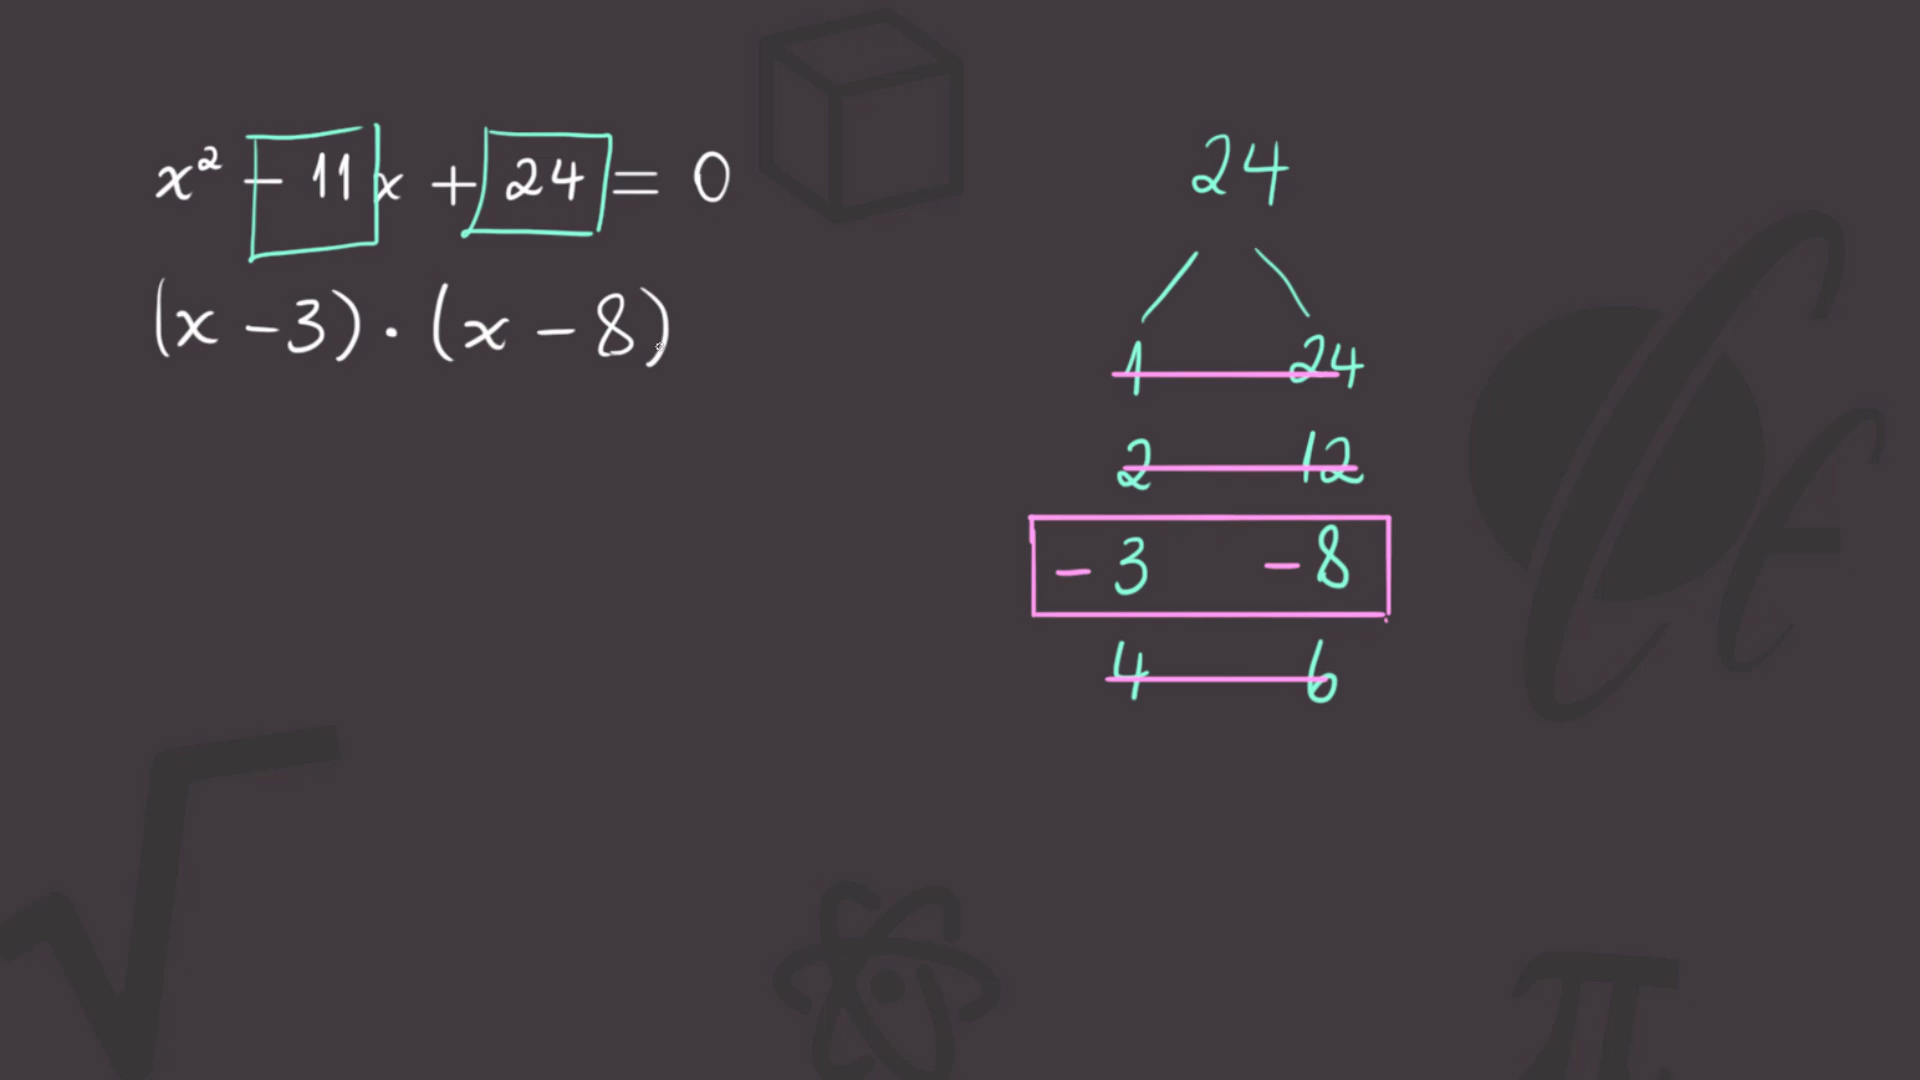 x² - 11x + 24 = 0
(x - 3) · (x - 8)
24
1 24
2 12
- 3 - 8
4 6